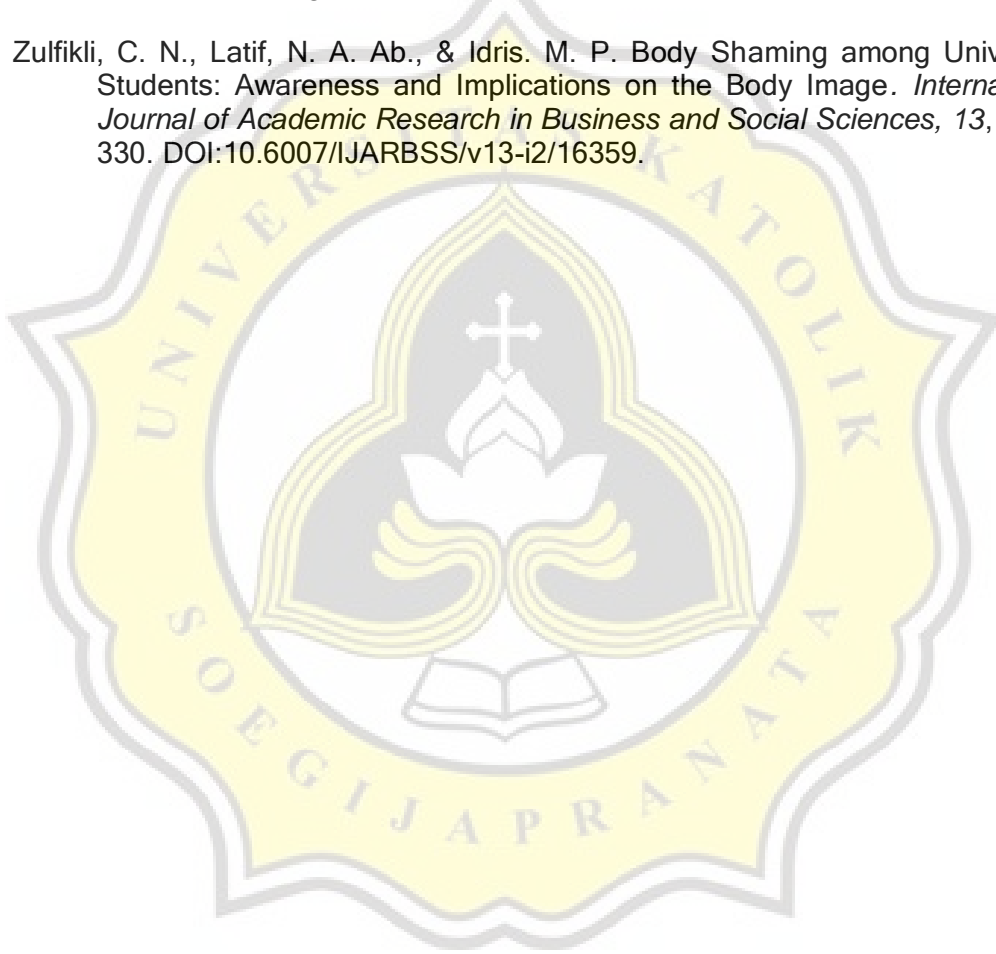 Zulfikli, C. N., Latif, N. A. Ab., & Idris. M. P. Body Shaming among Univ
Students: Awareness and Implications on the Body Image. Interna
Journal of Academic Research in Business and Social Sciences, 13,
330. DOI:10.6007/IJARBSS/v13-i2/16359.
UNIVERSITAS KATOLIK
SOEGIJAPRANATA